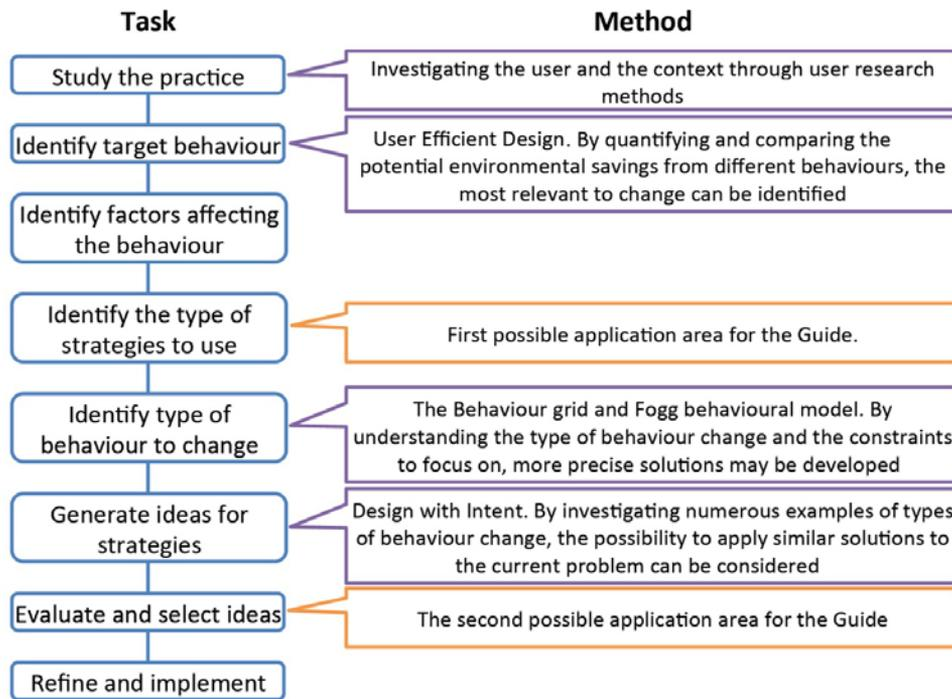 Task
Method
Study the practice
Investigating the user and the context through user research
methods
Identify target behaviour
User Efficient Design. By quantifying and comparing the
potential environmental savings from different behaviours, the
most relevant to change can be identified
Identify factors affecting
the behaviour
Identify the type of
strategies to use
First possible application area for the Guide.
Identify type of
behaviour to change
The Behaviour grid and Fogg behavioural model. By
understanding the type of behaviour change and the constraints
to focus on, more precise solutions may be developed
Generate ideas for
strategies
Design with Intent. By investigating numerous examples of types
of behaviour change, the possibility to apply similar solutions to
the current problem can be considered
Evaluate and select ideas
The second possible application area for the Guide
Refine and implement